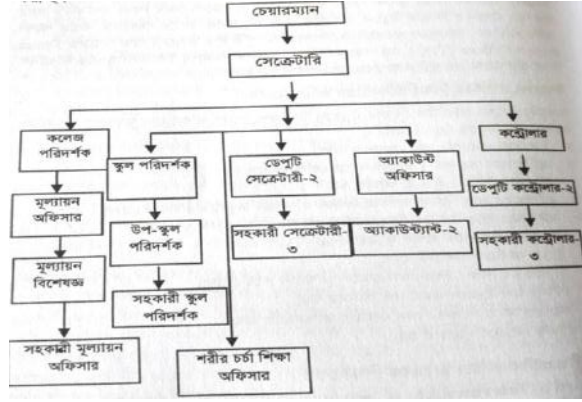 চেয়ারম্যান
সেক্রেটারি
কলেজ
পরিদর্শক
স্কুল পরিদর্শক
ডেপুটি
সেক্রেটারী-২
অ্যাকাউন্ট
অফিসার
কন্ট্রোলার
মূল্যায়ন
অফিসার
উপ-স্কুল
পরিদর্শক
সহকারী সেক্রেটারী-
৩
অ্যাকাউন্ট্যান্ট-২
ডেপুটি কন্ট্রোলার-২
মূল্যায়ন
বিশেষজ্ঞ
সহকারী স্কুল
পরিদর্শক
সহকারী কন্ট্রোলার-
৩
সহকারী মূল্যায়ন
অফিসার
শরীর চর্চা শিক্ষা
অফিসার